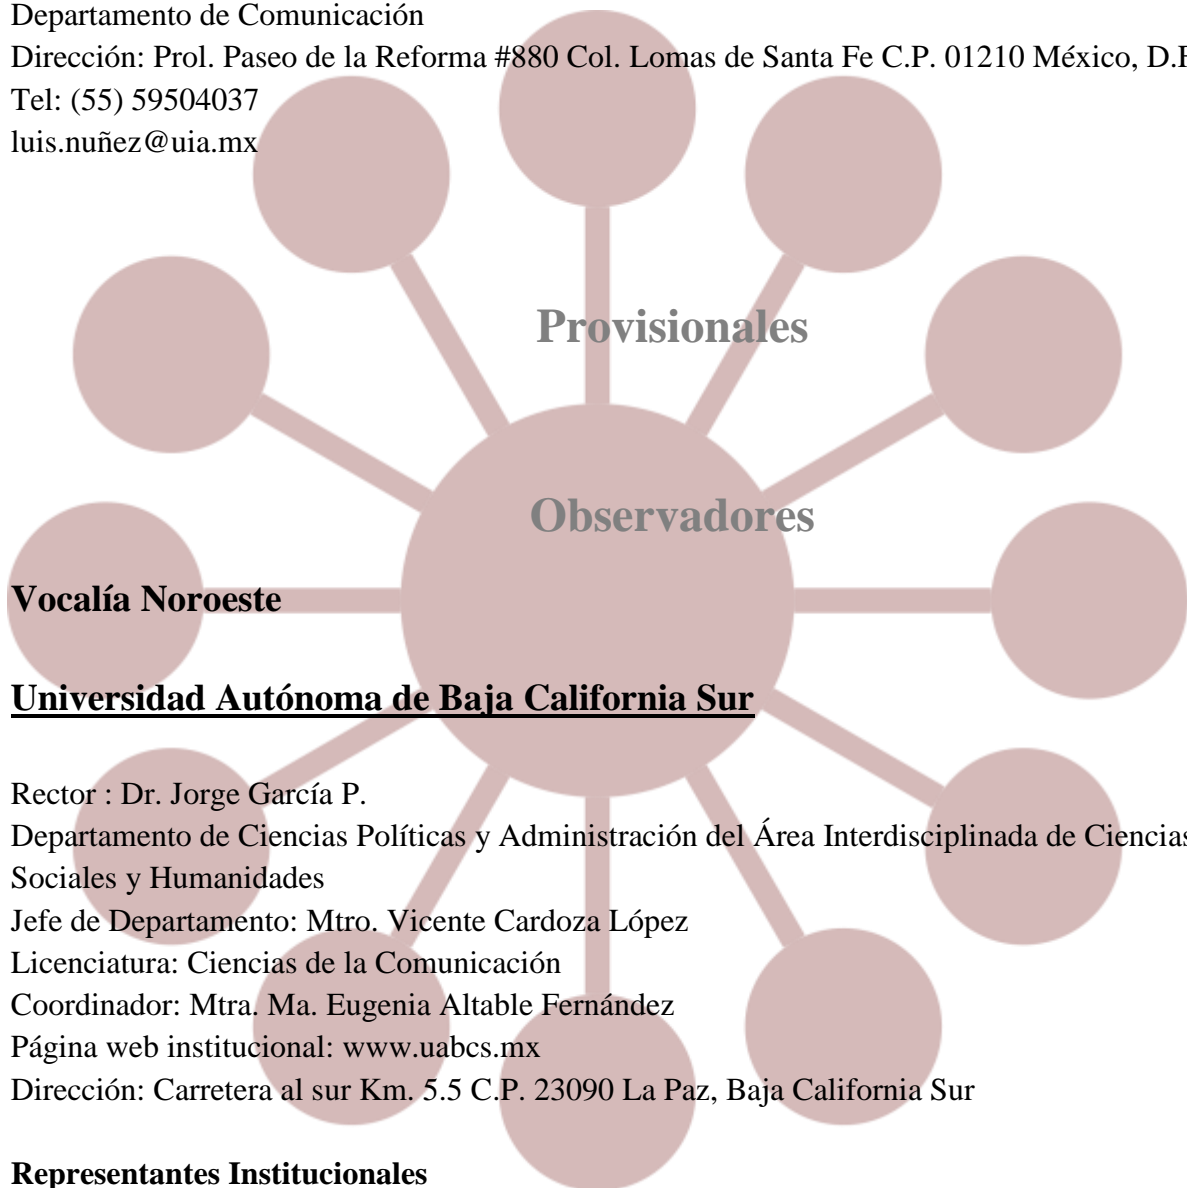 Departamento de Comunicación
Dirección: Prol. Paseo de la Reforma #880 Col. Lomas de Santa Fe C.P. 01210 México, D.F
Tel: (55) 59504037
luis.nuñez@uia.mx
Provisionales
Observadores
Vocalía Noroeste
Universidad Autónoma de Baja California Sur
Rector : Dr. Jorge García P.
Departamento de Ciencias Políticas y Administración del Área Interdisciplinada de Ciencias
Sociales y Humanidades
Jefe de Departamento: Mtro. Vicente Cardoza López
Licenciatura: Ciencias de la Comunicación
Coordinador: Mtra. Ma. Eugenia Altable Fernández
Página web institucional: www.uabcs.mx
Dirección: Carretera al sur Km. 5.5 C.P. 23090 La Paz, Baja California Sur
Representantes Institucionales